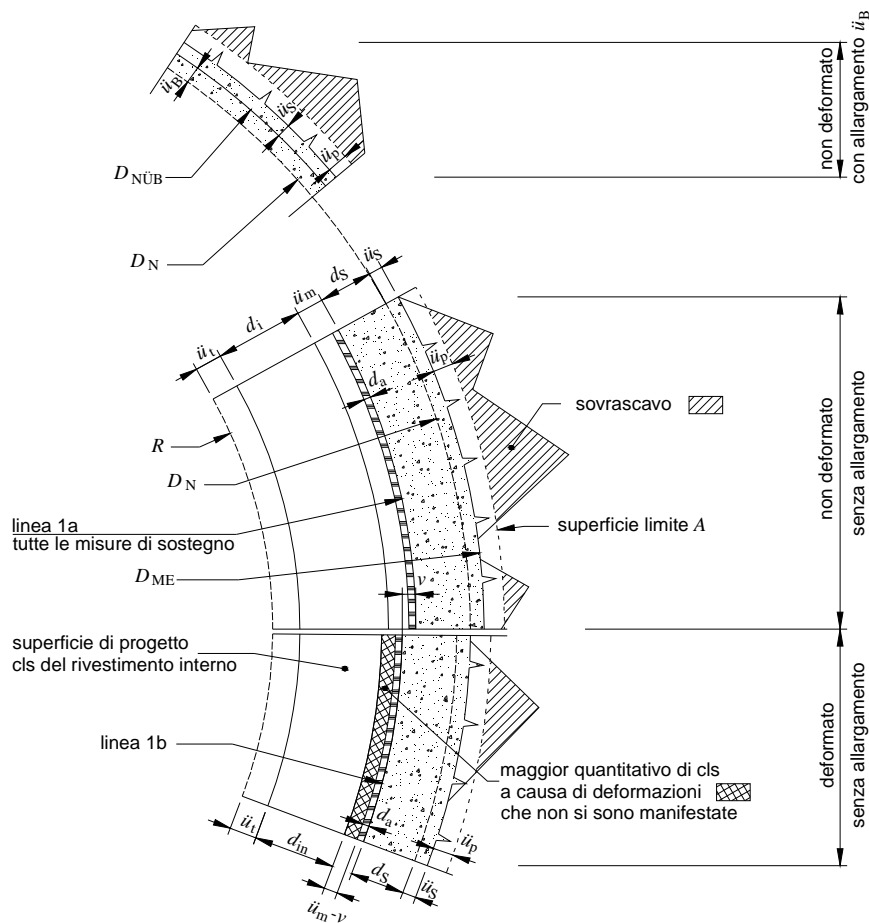 non deformato
con allargamento ü_B
ü_B
ü_S
ü_p
D_NÜB
D_N
ü_S
d_S
ü_m
d_i
ü_t
ü_p
d_a
R
D_N
sovrascavo
linea 1a
tutte le misure di sostegno
superficie limite A
D_ME
v
non deformato
senza allargamento
superficie di progetto
cls del rivestimento interno
linea 1b
maggior quantitativo di cls
a causa di deformazioni
che non si sono manifestate
deformato
senza allargamento
d_a
ü_t
d_in
ü_p
d_S
ü_S
ü_m-v